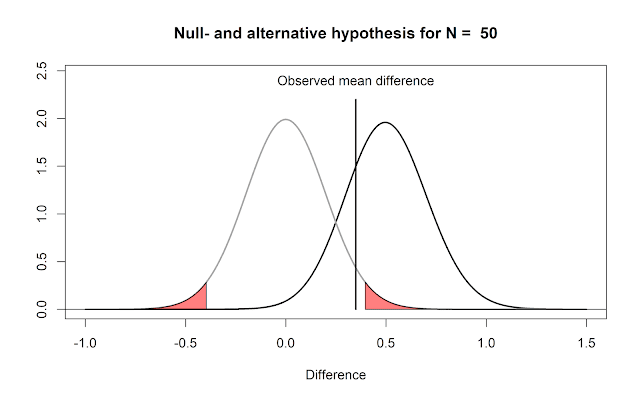 Null- and alternative hypothesis for N =  50
Observed mean difference
2.5
2.0
1.5
1.0
0.5
0.0
-1.0 -0.5 0.0 0.5 1.0 1.5
Difference